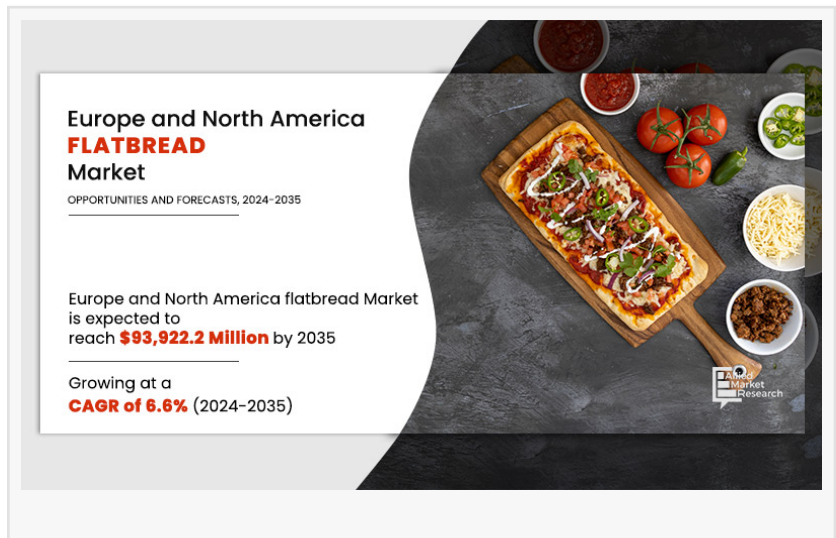 Europe and North America
FLATBREAD
Market
OPPORTUNITIES AND FORECASTS, 2024-2035
Europe and North America flatbread Market
is expected to
reach $93,922.2 Million by 2035
Growing at a
CAGR of 6.6% (2024-2035)
Allied
Market
Research